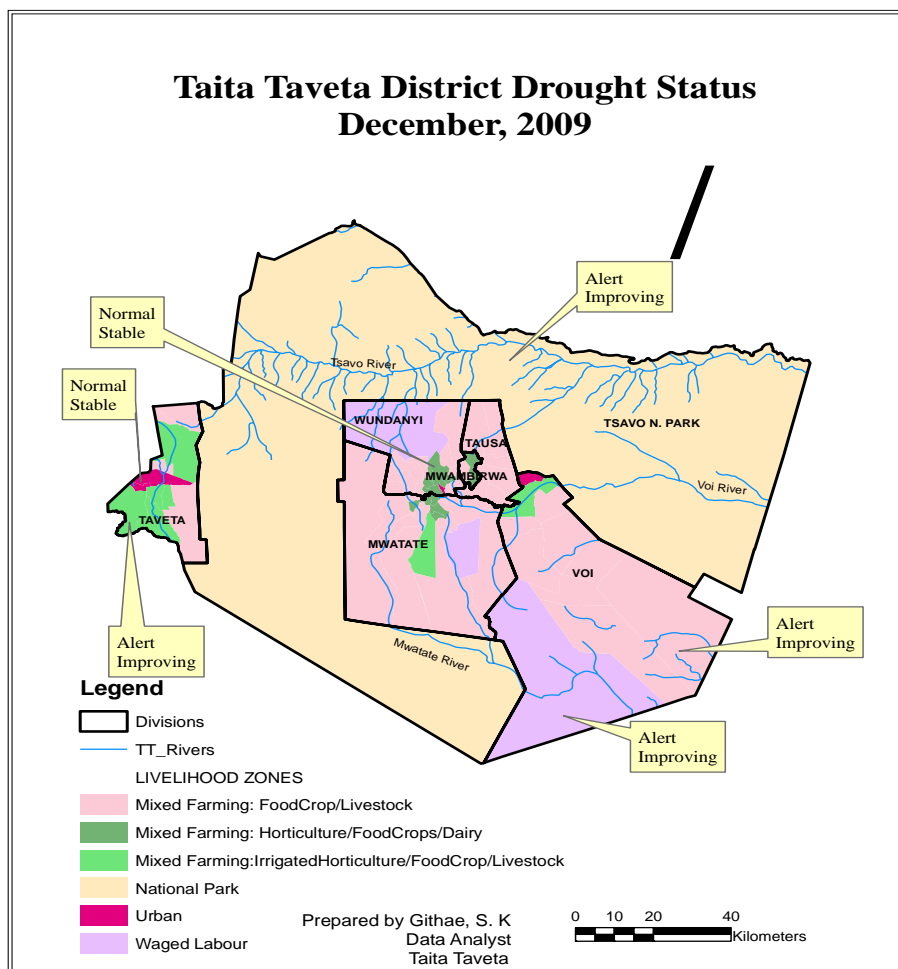 Taita Taveta District Drought Status
December, 2009
Alert
Improving
Normal
Stable
Tsavo River
Normal
Stable
WUNDANYI
TAUSA
TSAVO N. PARK
MWAMBIRWA
Voi River
TAVETA
MWATATE
VOI
Alert
Improving
Alert
Improving
Mwatate River
Alert
Improving
Legend
Divisions
TT_Rivers
LIVELIHOOD ZONES
Mixed Farming: FoodCrop/Livestock
Mixed Farming: Horticulture/FoodCrops/Dairy
Mixed Farming:IrrigatedHorticulture/FoodCrop/Livestock
National Park
Urban
Waged Labour
Prepared by Githae, S. K
Data Analyst
Taita Taveta
0 5 10 20 40
Kilometers